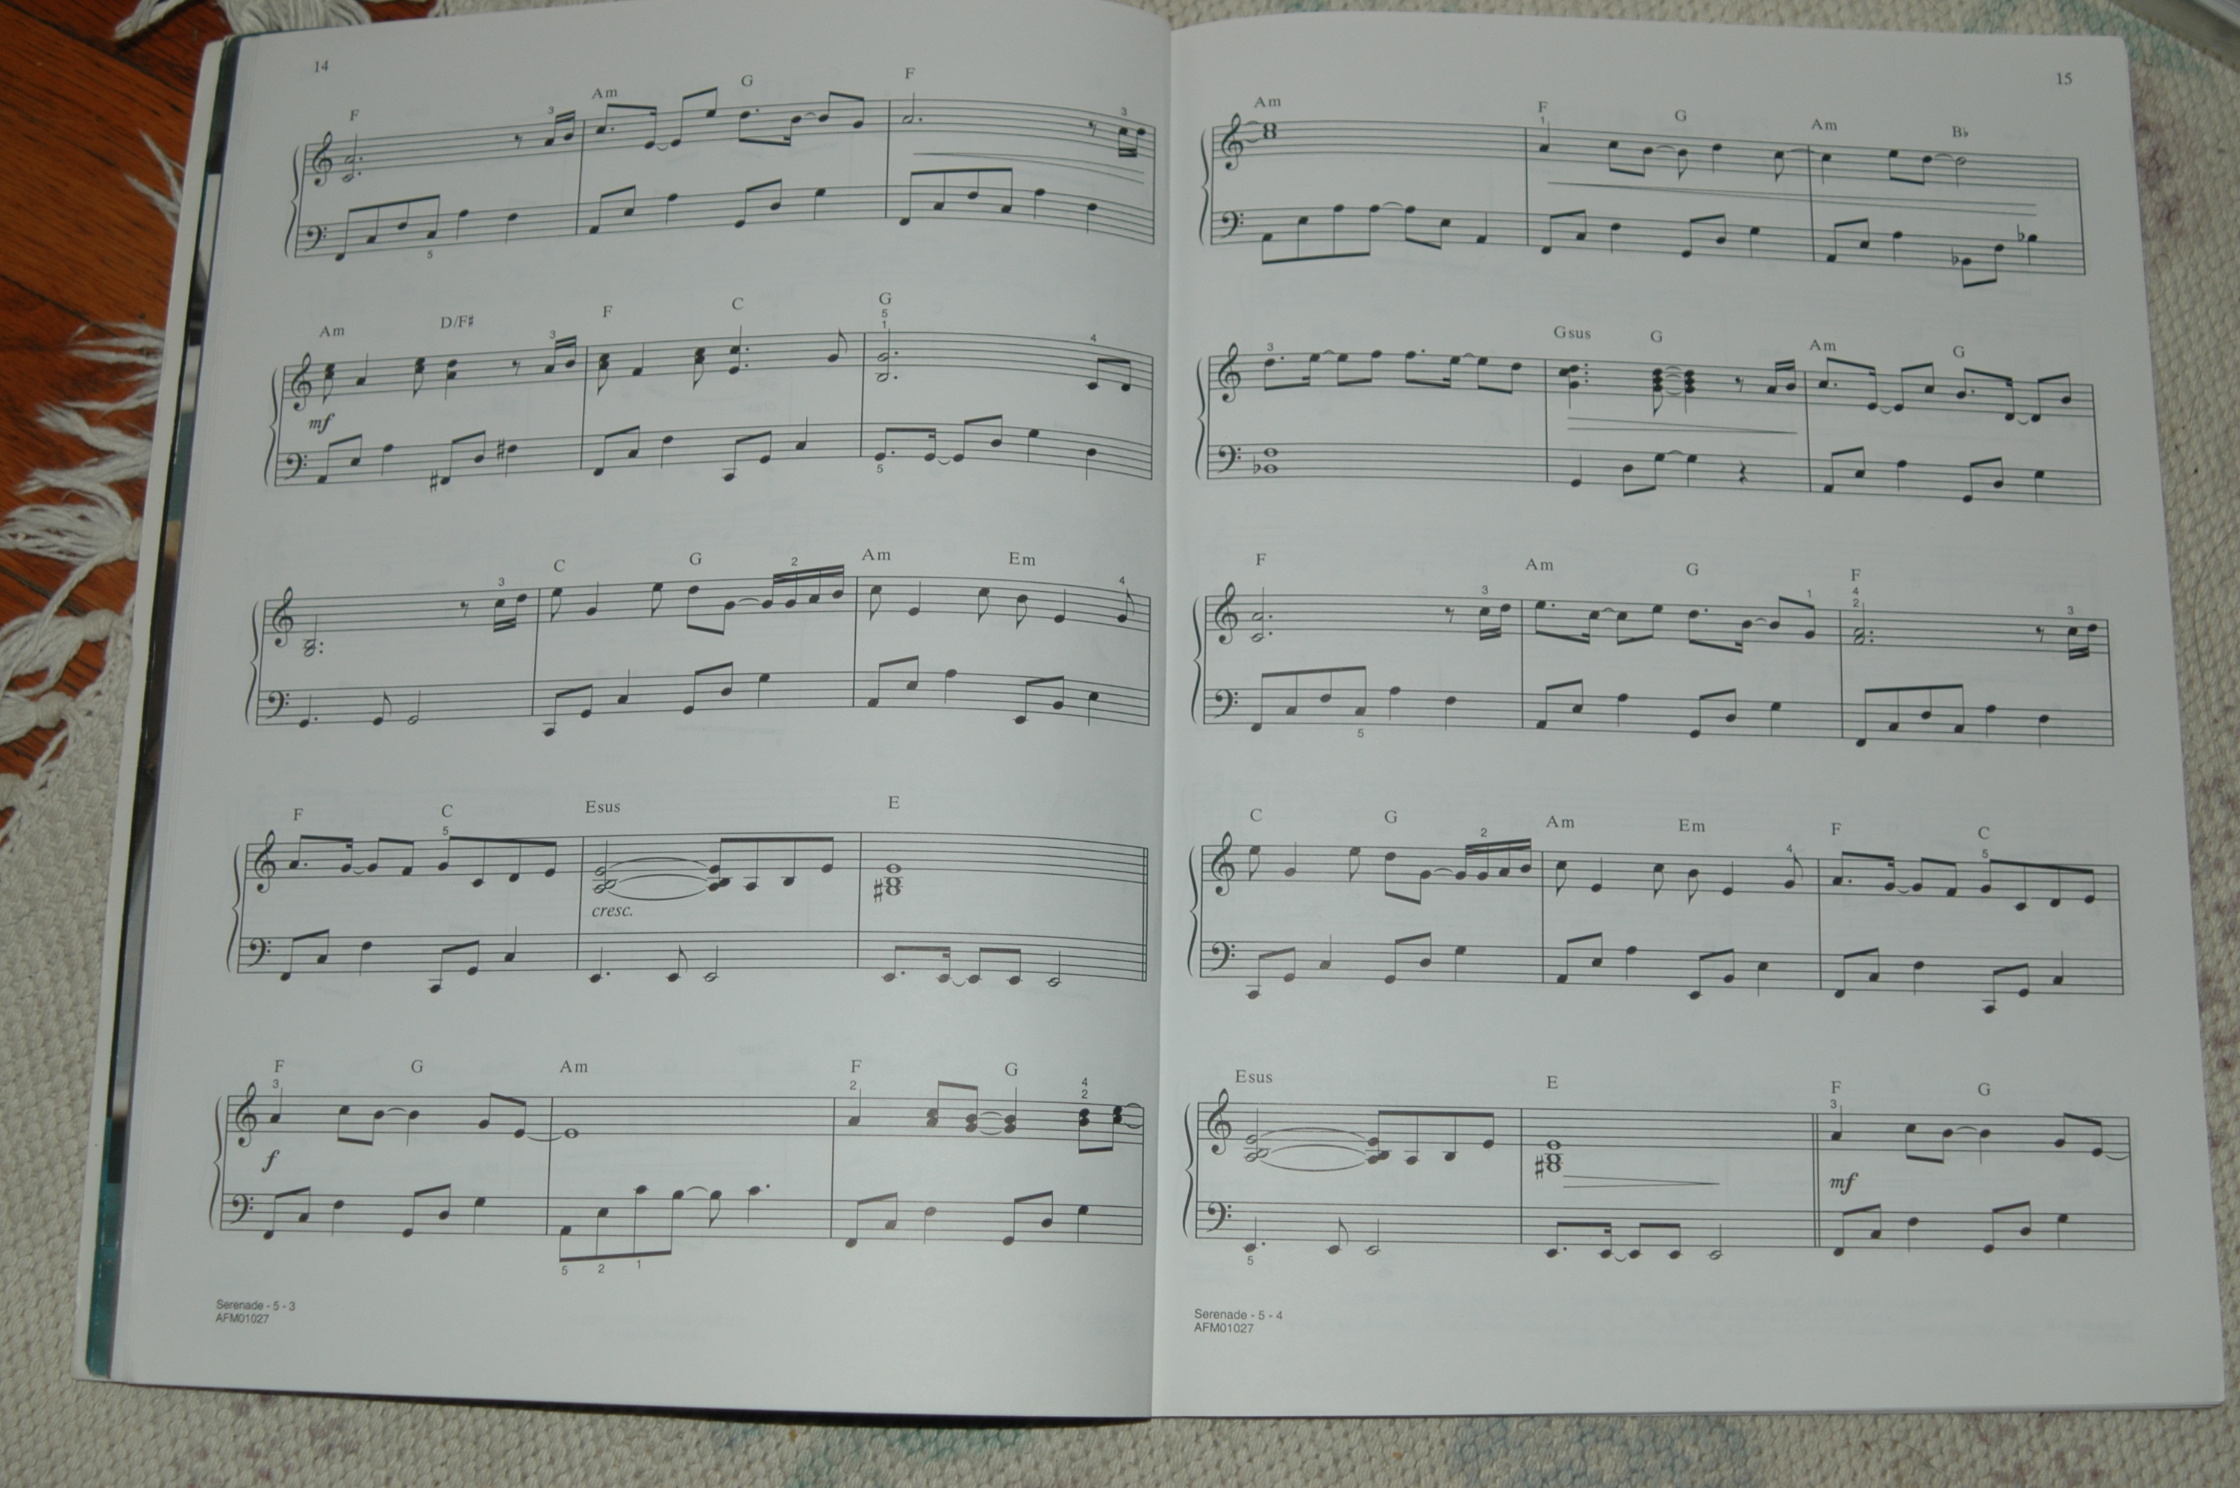 14
F Am G F
3 3
5
Am D/F♯ F C G
3 5 1 4
mf
5
C G Am Em
3 2 4
F C Esus E
5
cresc.
F G Am F G
3 2 4 2
f
5 2 1
Serenade - 5 - 3
AFM01027
15
Am F G Am B♭
1
Gsus G Am G
3
F Am G F
3 1 4 2 3
5
C G Am Em F C
2 4 5
Esus E F G
3
mf
5
Serenade - 5 - 4
AFM01027